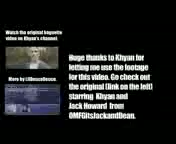 Watch the original baguette
video on Khyan's channel.
More by LilDeuceDeuce.
Huge thanks to Khyan for
letting me use the footage
for this video. Go check out
the original (link on the left)
starring Khyan and
Jack Howard from
OMFGItsJackandDean.